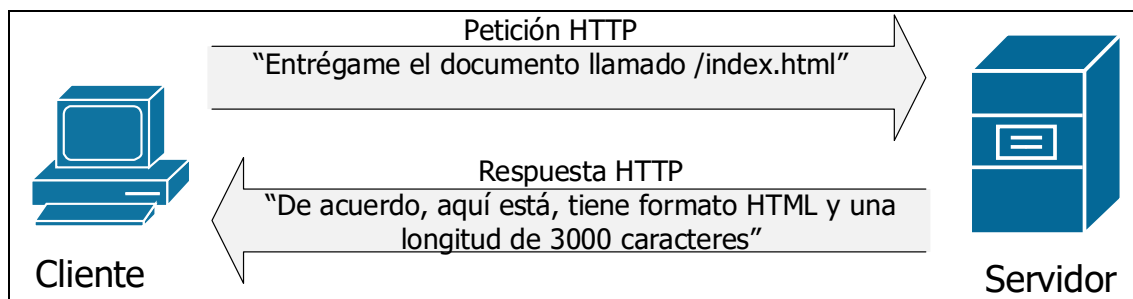 Petición HTTP
“Entrégame el documento llamado /index.html”
Respuesta HTTP
“De acuerdo, aquí está, tiene formato HTML y una
longitud de 3000 caracteres”
Cliente
Servidor